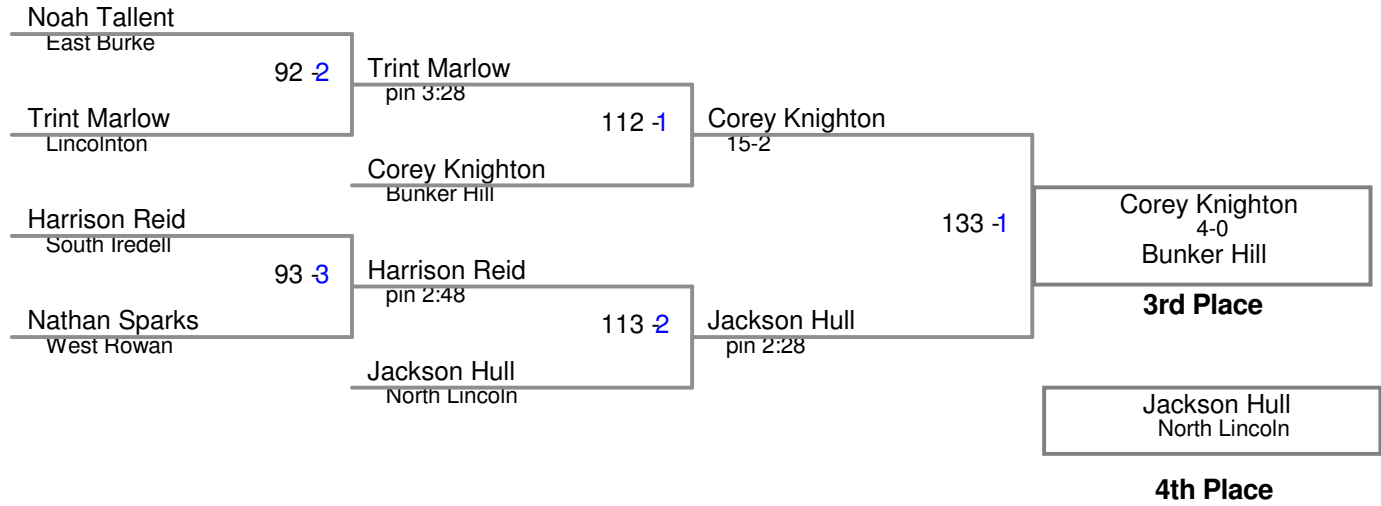 Noah Tallent
East Burke
92 -2
Trint Marlow
pin 3:28
Trint Marlow
Lincolnton
112 -1
Corey Knighton
15-2
Corey Knighton
Bunker Hill
Harrison Reid
South Iredell
133 -1
Corey Knighton
4-0
Bunker Hill
93 -3
Harrison Reid
pin 2:48
3rd Place
Nathan Sparks
West Rowan
113 -2
Jackson Hull
pin 2:28
Jackson Hull
North Lincoln
Jackson Hull
North Lincoln
4th Place